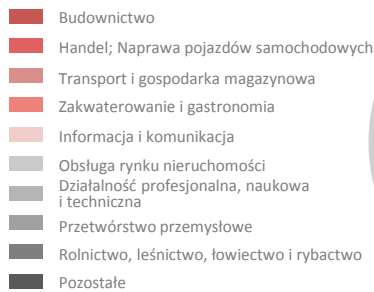 Budownictwo
Handel; Naprawa pojazdów samochodowych
Transport i gospodarka magazynowa
Zakwaterowanie i gastronomia
Informacja i komunikacja
Obsługa rynku nieruchomości
Działalność profesjonalna, naukowa
i techniczna
Przetwórstwo przemysłowe
Rolnictwo, leśnictwo, łowiectwo i rybactwo
Pozostałe